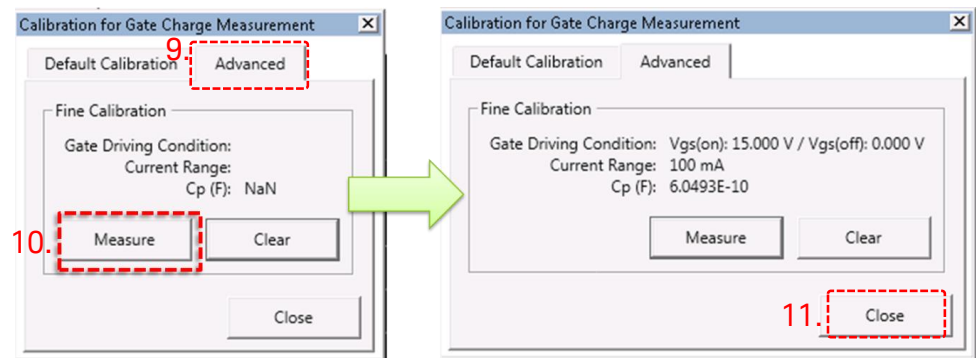 Calibration for Gate Charge Measurement
9.
Default Calibration Advanced
Fine Calibration
Gate Driving Condition:
Current Range:
Cp (F): NaN
10.
Measure Clear
Close
Calibration for Gate Charge Measurement
Default Calibration Advanced
Fine Calibration
Gate Driving Condition: Vgs(on): 15.000 V / Vgs(off): 0.000 V
Current Range: 100 mA
Cp (F): 6.0493E-10
Measure Clear
11.
Close